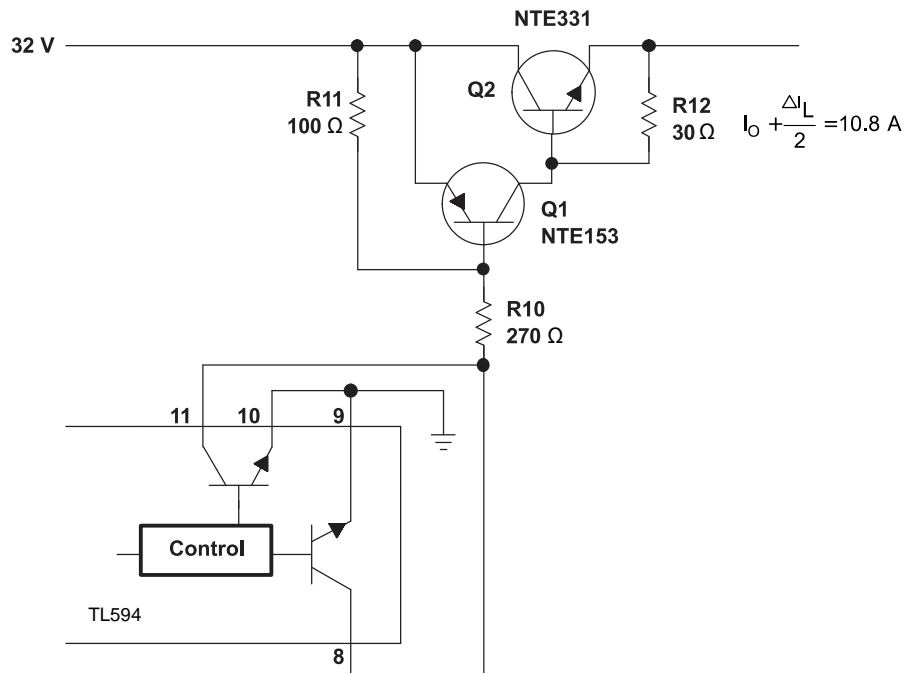 NTE331
32 V
Q2
R11
100 Ω
R12
30 Ω
I_O + ΔI_L/2 = 10.8 A
Q1
NTE153
R10
270 Ω
11 10 9
Control
TL594
8